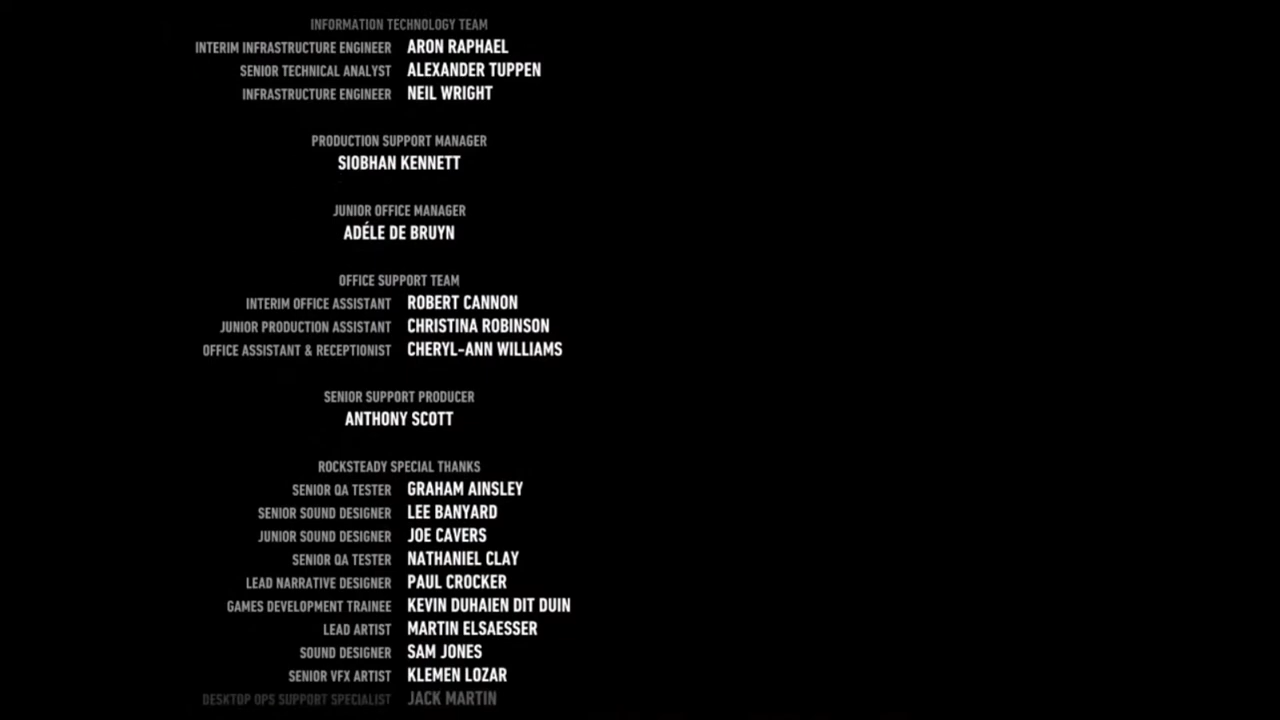 INFORMATION TECHNOLOGY TEAM
INTERIM INFRASTRUCTURE ENGINEER ARON RAPHAEL
SENIOR TECHNICAL ANALYST ALEXANDER TUPPEN
INFRASTRUCTURE ENGINEER NEIL WRIGHT
PRODUCTION SUPPORT MANAGER
SIOBHAN KENNETT
JUNIOR OFFICE MANAGER
ADÉLE DE BRUYN
OFFICE SUPPORT TEAM
INTERIM OFFICE ASSISTANT ROBERT CANNON
JUNIOR PRODUCTION ASSISTANT CHRISTINA ROBINSON
OFFICE ASSISTANT & RECEPTIONIST CHERYL-ANN WILLIAMS
SENIOR SUPPORT PRODUCER
ANTHONY SCOTT
ROCKSTEADY SPECIAL THANKS
SENIOR QA TESTER GRAHAM AINSLEY
SENIOR SOUND DESIGNER LEE BANYARD
JUNIOR SOUND DESIGNER JOE CAVERS
SENIOR QA TESTER NATHANIEL CLAY
LEAD NARRATIVE DESIGNER PAUL CROCKER
GAMES DEVELOPMENT TRAINEE KEVIN DUHAIEN DIT DUIN
LEAD ARTIST MARTIN ELSAESSER
SOUND DESIGNER SAM JONES
SENIOR VFX ARTIST KLEMEN LOZAR
DESKTOP OPS SUPPORT SPECIALIST JACK MARTIN